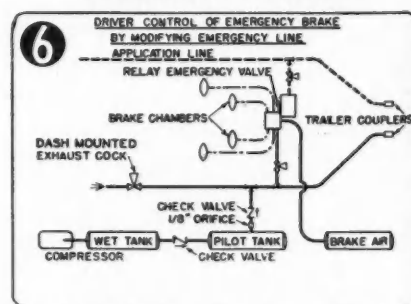 6
DRIVER CONTROL OF EMERGENCY BRAKE
BY MODIFYING EMERGENCY LINE
APPLICATION LINE
RELAY EMERGENCY VALVE
BRAKE CHAMBERS
TRAILER COUPLERS
DASH MOUNTED
EXHAUST COCK
CHECK VALVE
1/8" ORIFICE
WET TANK
PILOT TANK
BRAKE AIR
COMPRESSOR
CHECK VALVE